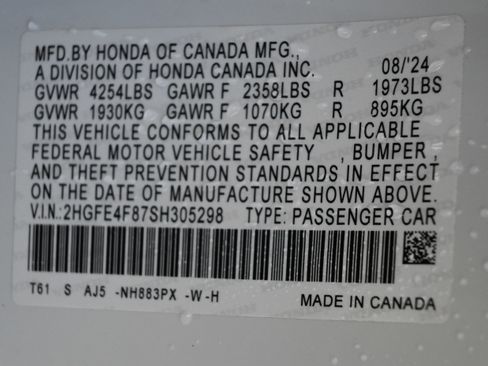 MFD.BY HONDA OF CANADA MFG.,
A DIVISION OF HONDA CANADA INC. 08/'24
GVWR 4254LBS GAWR F 2358LBS R 1973LBS
GVWR 1930KG GAWR F 1070KG R 895KG
THIS VEHICLE CONFORMS TO ALL APPLICABLE
FEDERAL MOTOR VEHICLE SAFETY , BUMPER ,
AND THEFT PREVENTION STANDARDS IN EFFECT
ON THE DATE OF MANUFACTURE SHOWN ABOVE.
V.I.N.:2HGFE4F87SH305298 TYPE: PASSENGER CAR
T61 S AJ5 -NH883PX -W-H MADE IN CANADA